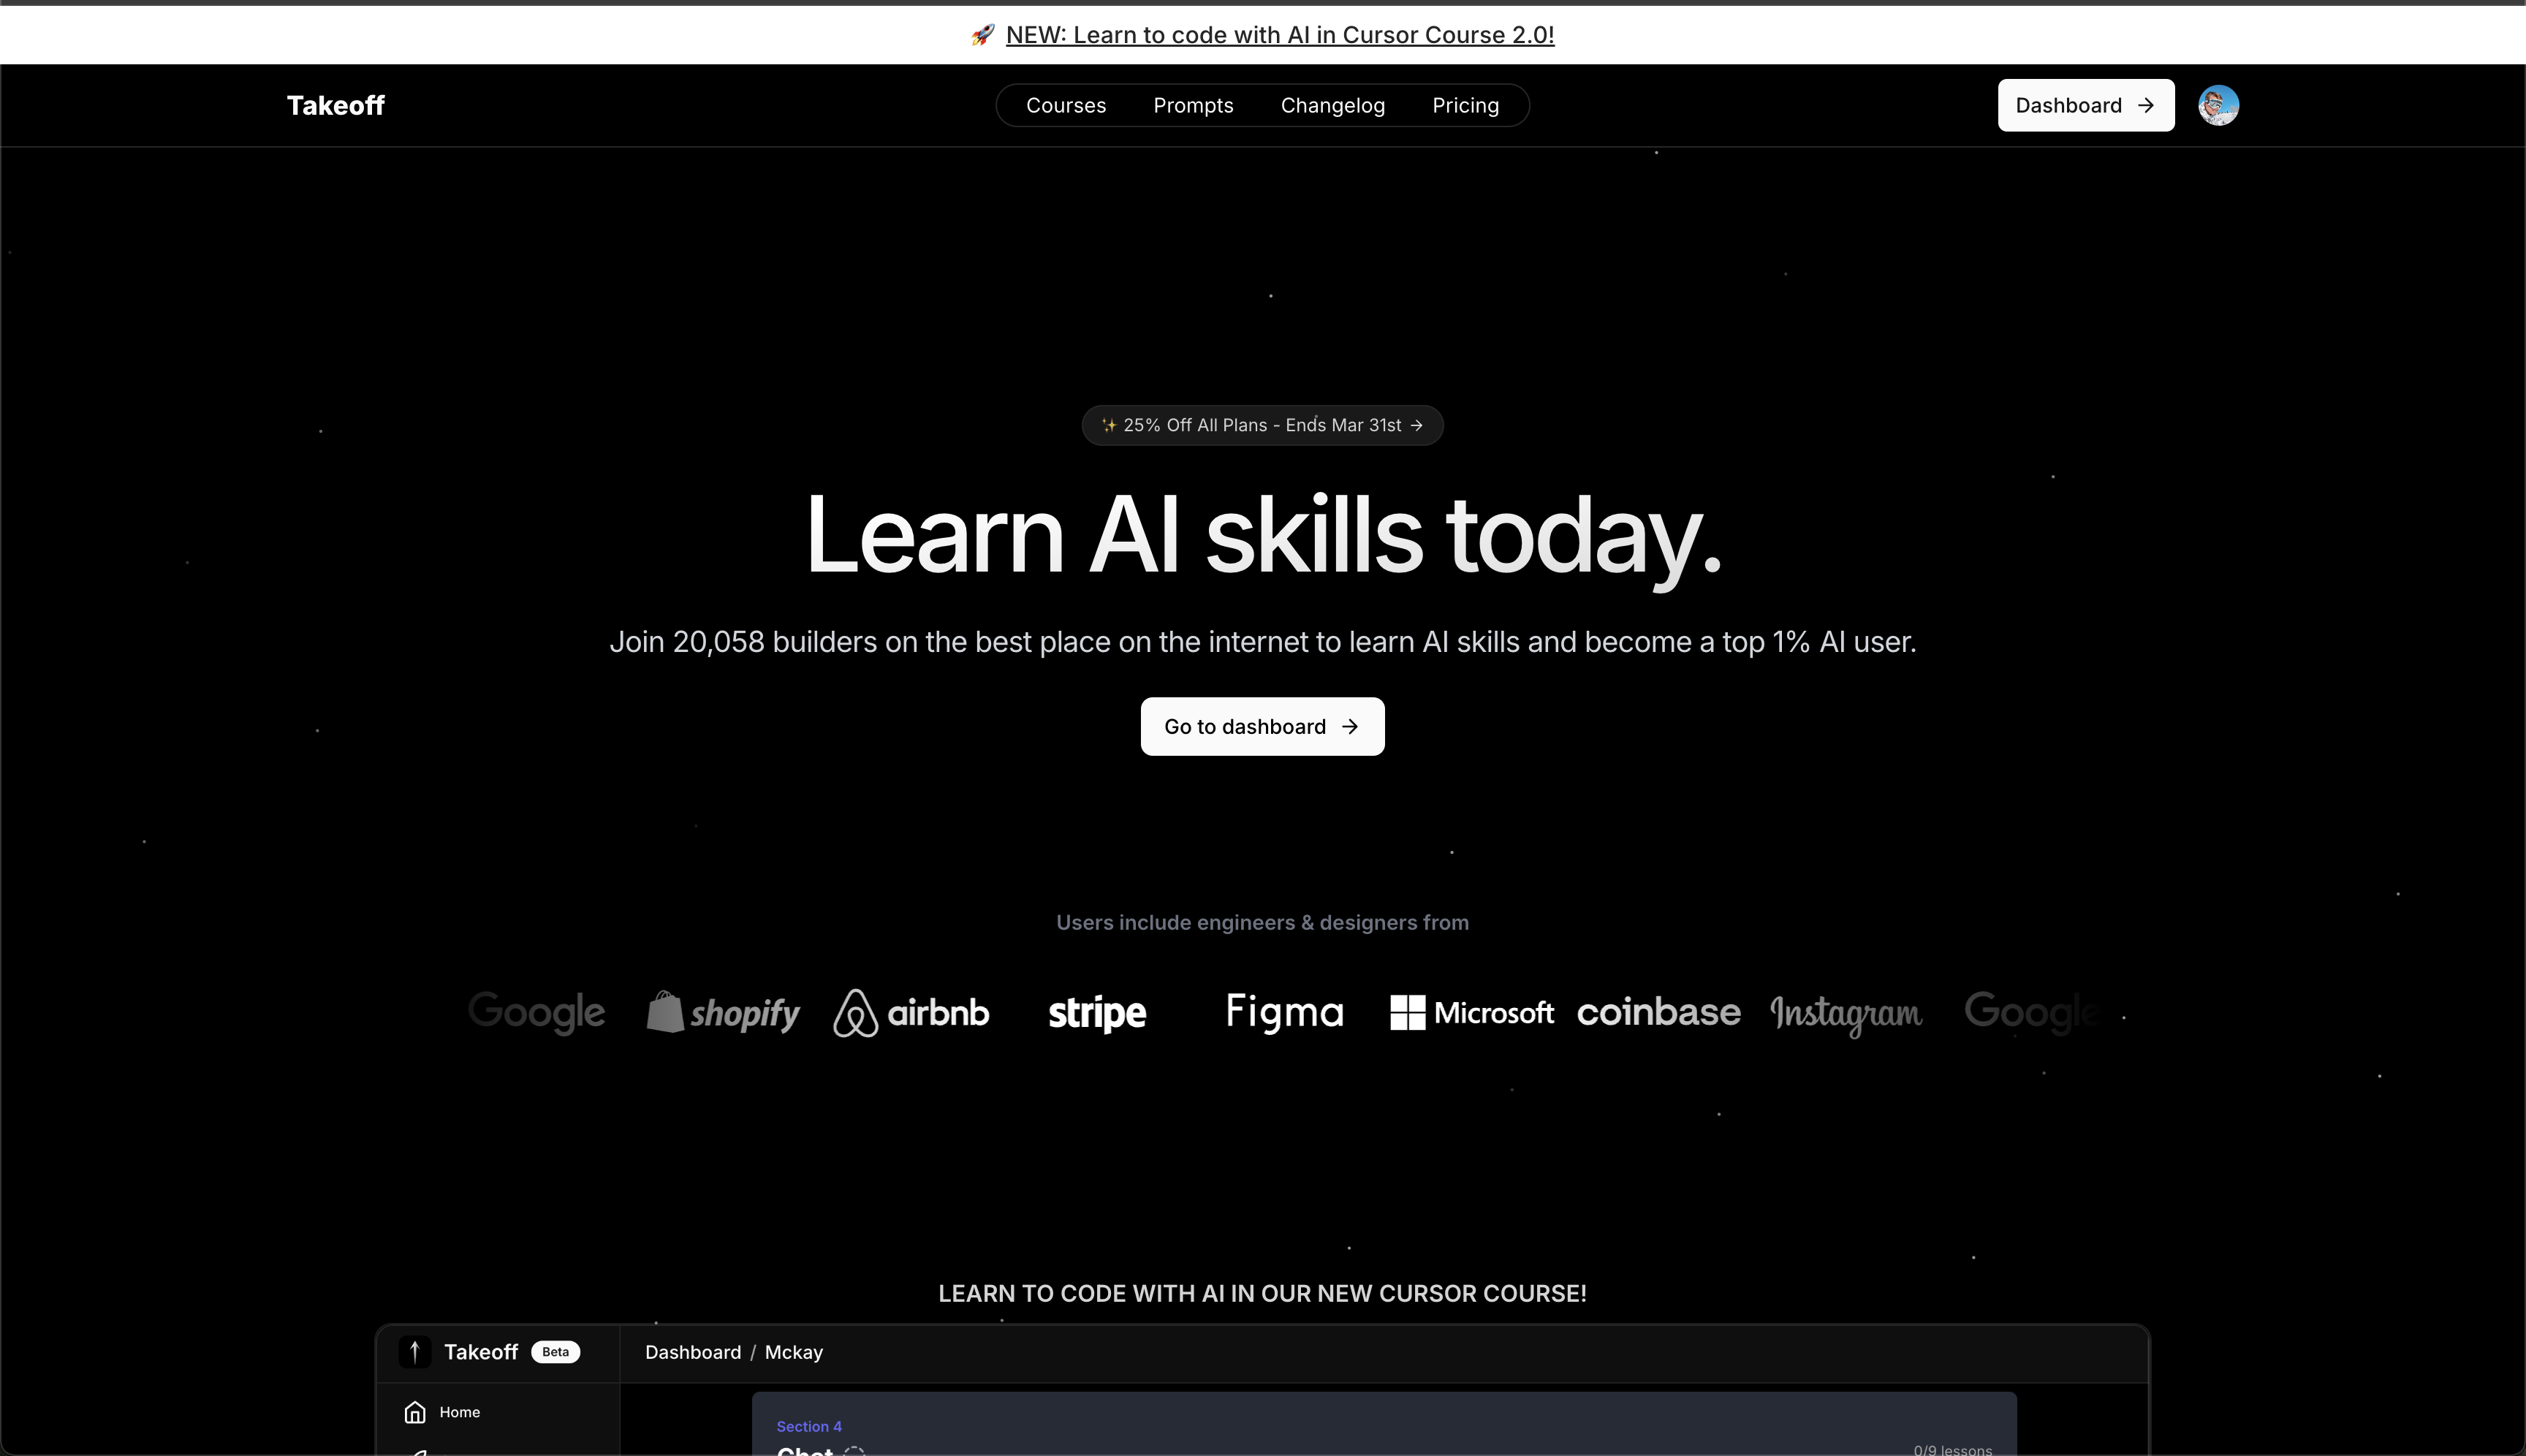 🚀 NEW: Learn to code with AI in Cursor Course 2.0!
Takeoff
Courses Prompts Changelog Pricing
Dashboard →
✨ 25% Off All Plans - Ends Mar 31st →
Learn AI skills today.
Join 20,058 builders on the best place on the internet to learn AI skills and become a top 1% AI user.
Go to dashboard →
Users include engineers & designers from
Google shopify airbnb stripe Figma Microsoft coinbase Instagram Google
LEARN TO CODE WITH AI IN OUR NEW CURSOR COURSE!
Takeoff Beta
Dashboard / Mckay
Home
Section 4
Chat
0/9 lessons